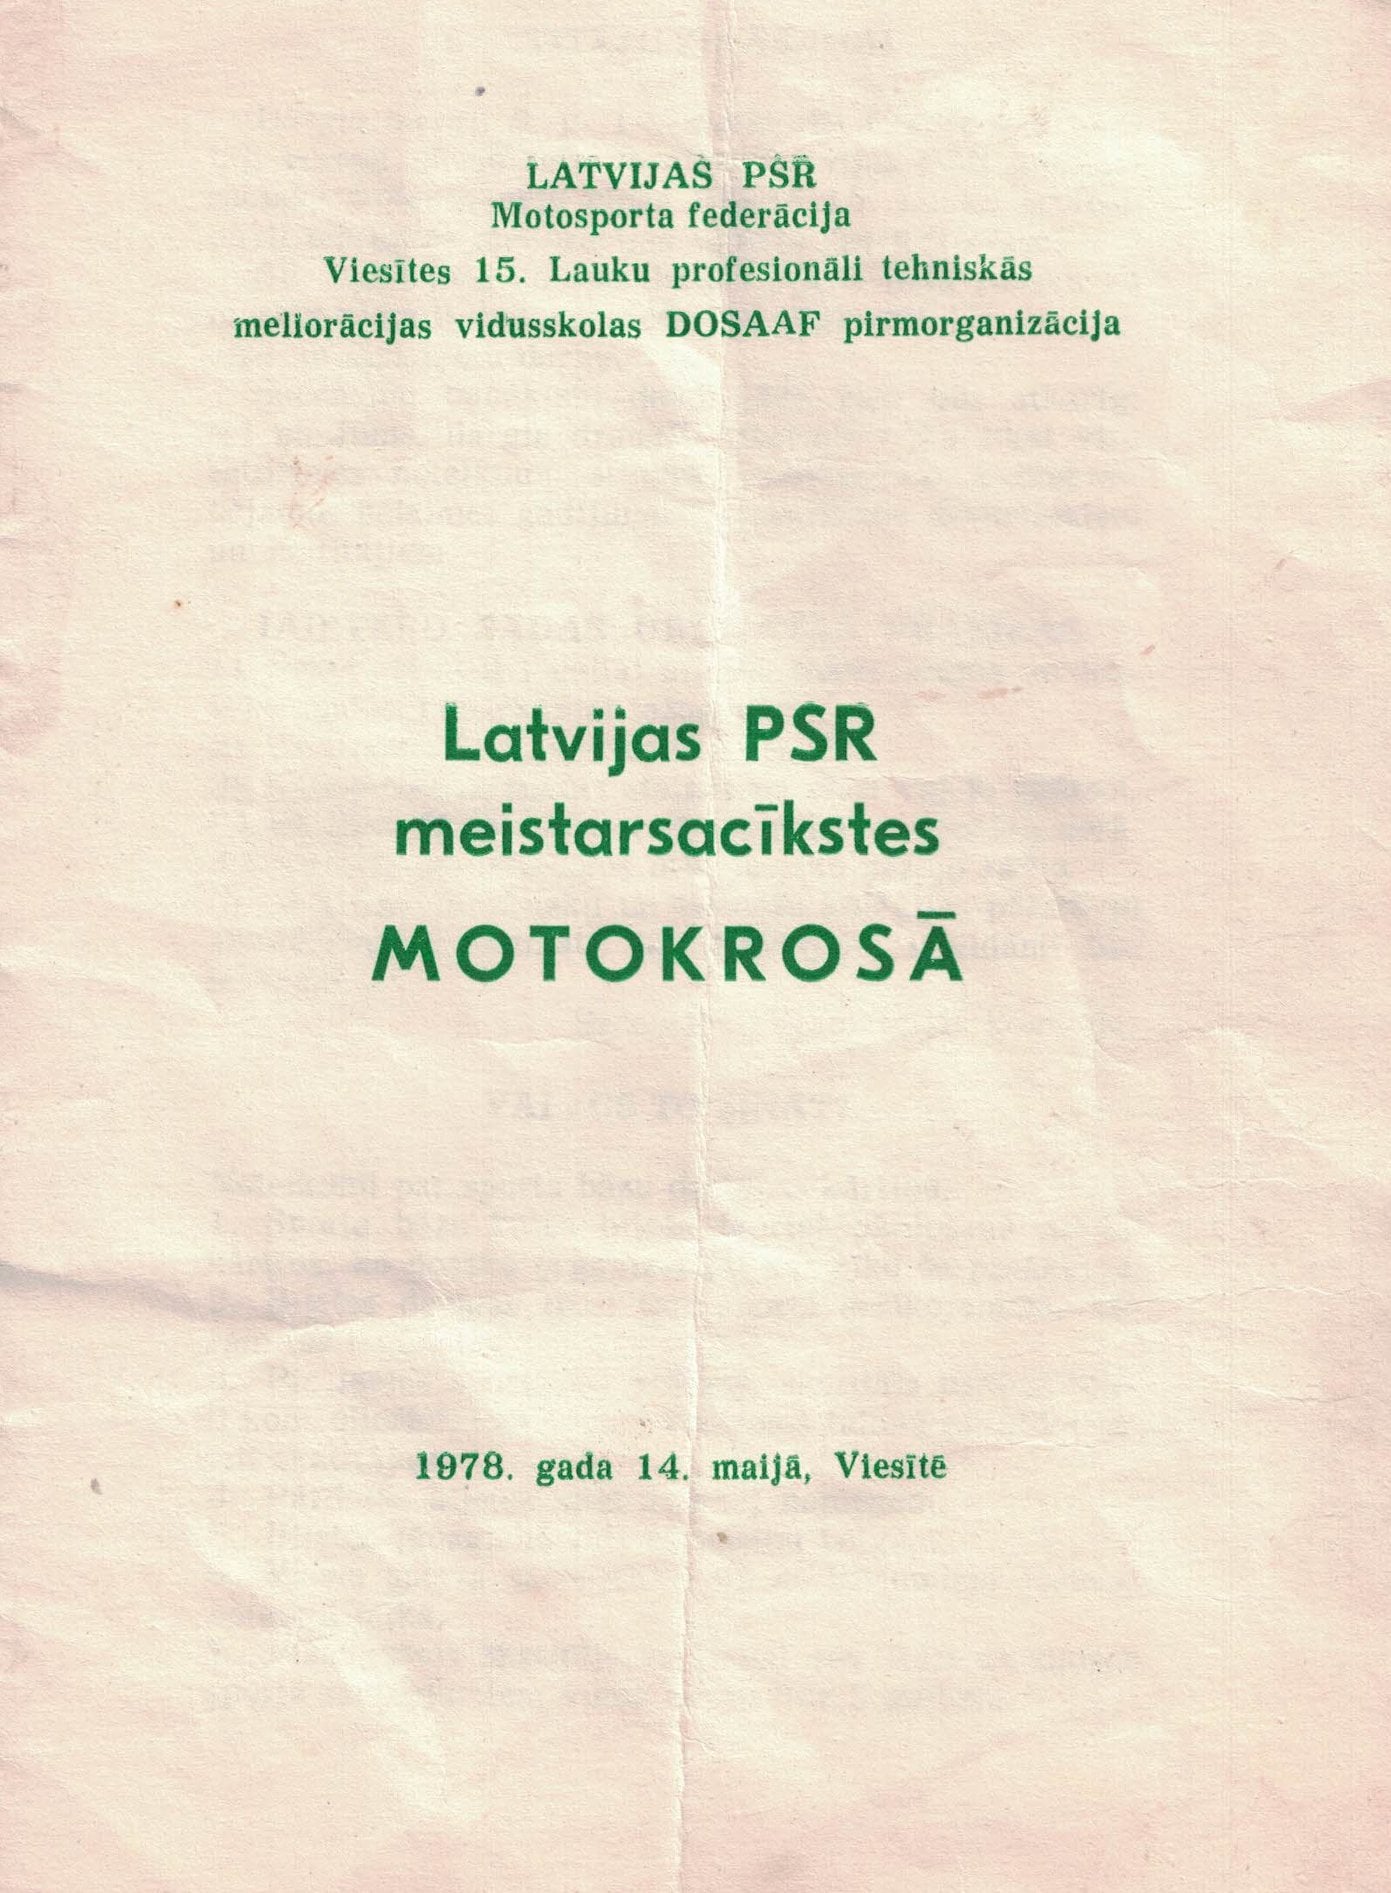 LATVIJAS PSR
Motosporta federācija
Viesītes 15. Lauku profesionāli tehniskās
meliorācijas vidusskolas DOSAAF pirmorganizācija
Latvijas PSR
meistarsacīkstes
MOTOKROSĀ
1978. gada 14. maijā, Viesītē